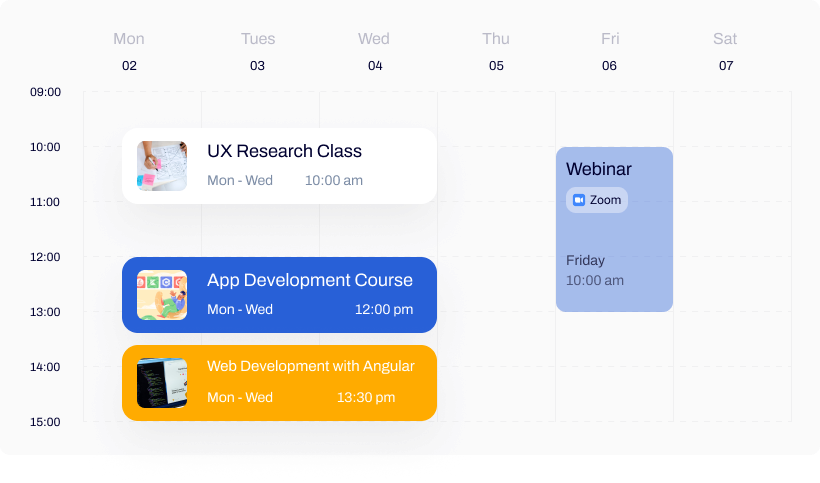 Mon Tues Wed Thu Fri Sat
02 03 04 05 06 07
09:00
10:00
11:00
12:00
13:00
14:00
15:00
UX Research Class
Mon - Wed 10:00 am
App Development Course
Mon - Wed 12:00 pm
Web Development with Angular
Mon - Wed 13:30 pm
Webinar
Zoom
Friday
10:00 am